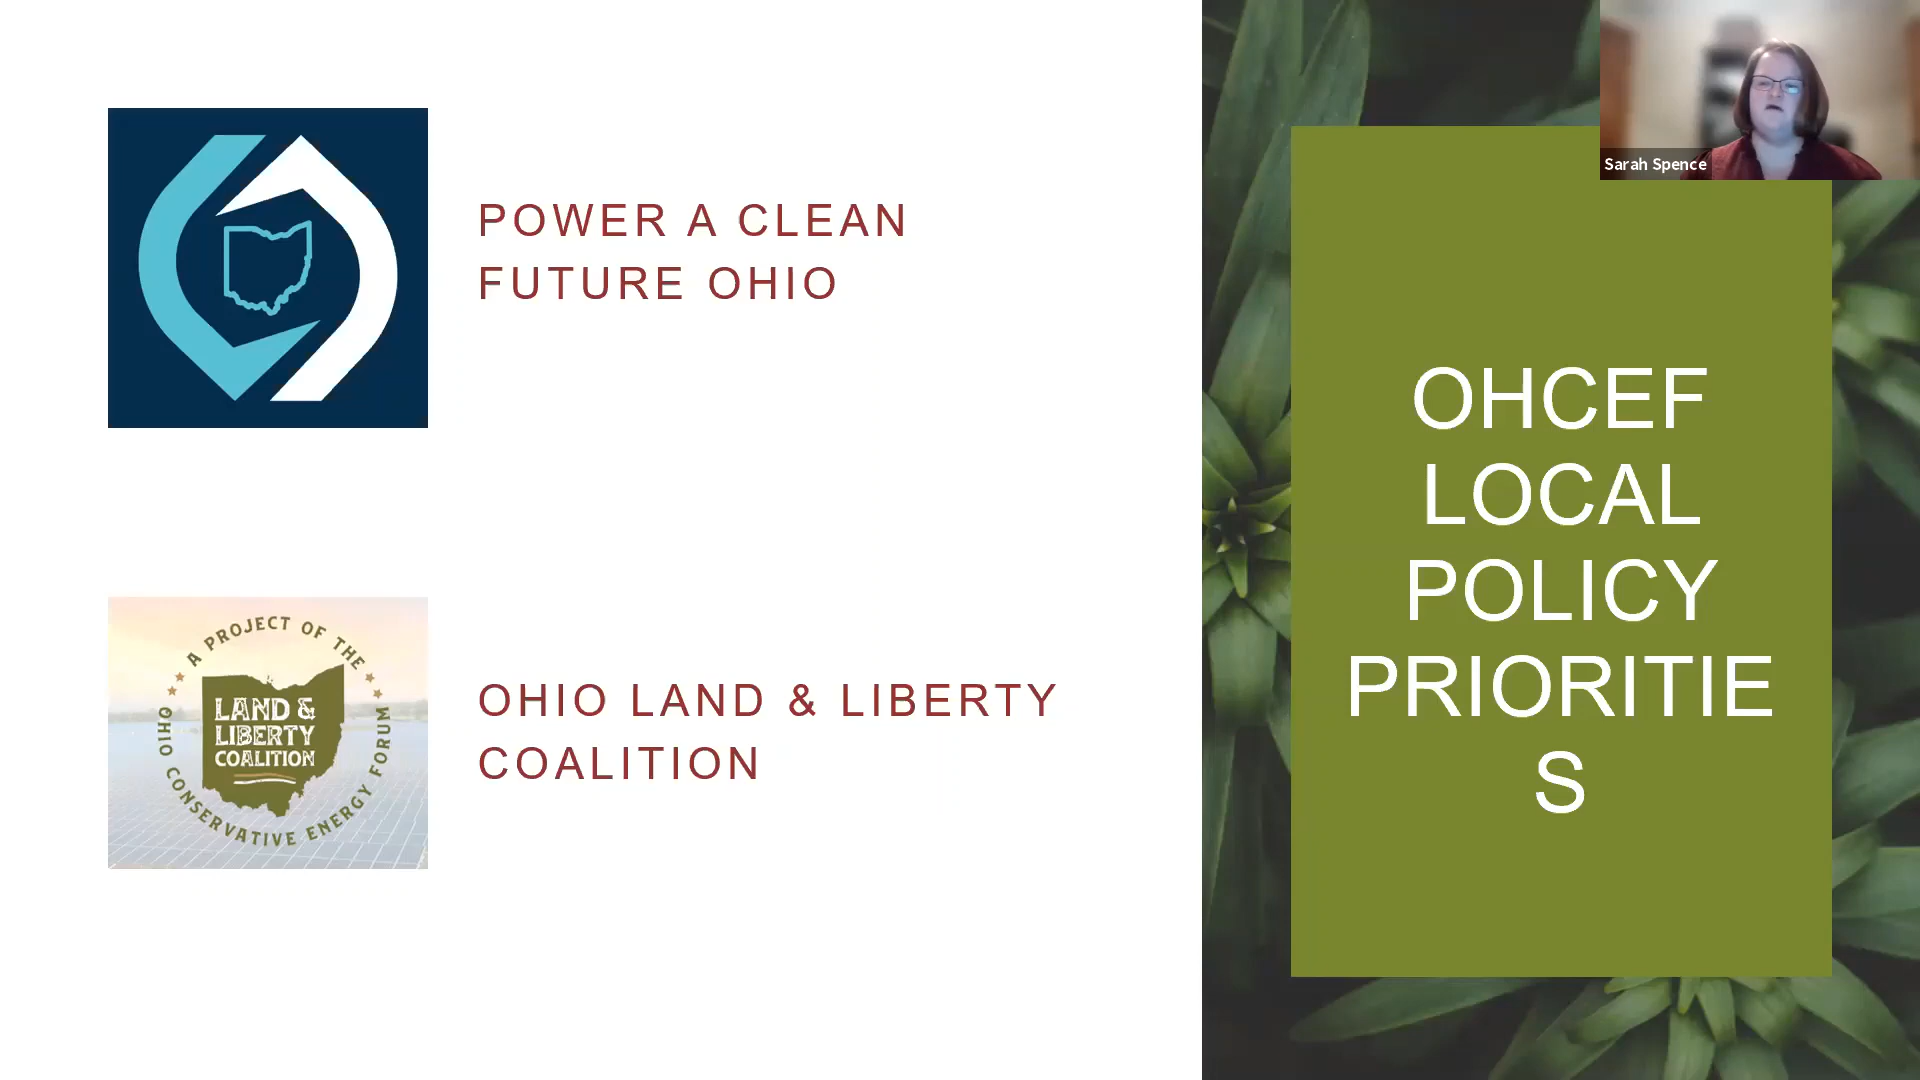 POWER A CLEAN
FUTURE OHIO
A PROJECT OF THE
OHIO CONSERVATIVE ENERGY FORUM
LAND &
LIBERTY
COALITION
OHIO LAND & LIBERTY
COALITION
Sarah Spence
OHCEF
LOCAL
POLICY
PRIORITIE
S